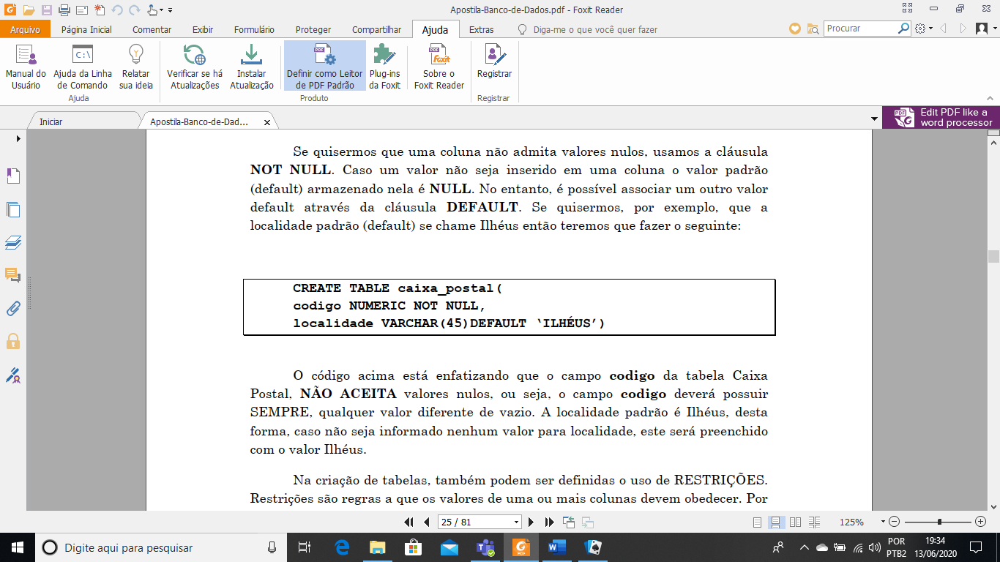 Apostila-Banco-de-Dados.pdf - Foxit Reader
Arquivo Página Inicial Comentar Exibir Formulário Proteger Compartilhar Ajuda Extras Diga-me o que você quer fazer Procurar
Manual do Usuário
Ajuda da Linha de Comando
Relatar sua ideia
Ajuda
Verificar se há Atualizações
Instalar Atualização
Definir como Leitor de PDF Padrão
Plug-ins da Foxit
Produto
Sobre o Foxit Reader
Registrar
Registrar
Iniciar
Apostila-Banco-de-Dad...
Edit PDF like a
word processor
Se quisermos que uma coluna não admita valores nulos, usamos a cláusula
NOT NULL. Caso um valor não seja inserido em uma coluna o valor padrão
(default) armazenado nela é NULL. No entanto, é possível associar um outro valor
default através da cláusula DEFAULT. Se quisermos, por exemplo, que a
localidade padrão (default) se chame Ilhéus então teremos que fazer o seguinte:
CREATE TABLE caixa_postal(
codigo NUMERIC NOT NULL,
localidade VARCHAR(45)DEFAULT ‘ILHÉUS’)
O código acima está enfatizando que o campo codigo da tabela Caixa
Postal, NÃO ACEITA valores nulos, ou seja, o campo codigo deverá possuir
SEMPRE, qualquer valor diferente de vazio. A localidade padrão é Ilhéus, desta
forma, caso não seja informado nenhum valor para localidade, este será preenchido
com o valor Ilhéus.
Na criação de tabelas, também podem ser definidas o uso de RESTRIÇÕES.
Restrições são regras a que os valores de uma ou mais colunas devem obedecer. Por
25 / 81
125%
Digite aqui para pesquisar
POR
PTB2
19:34
13/06/2020